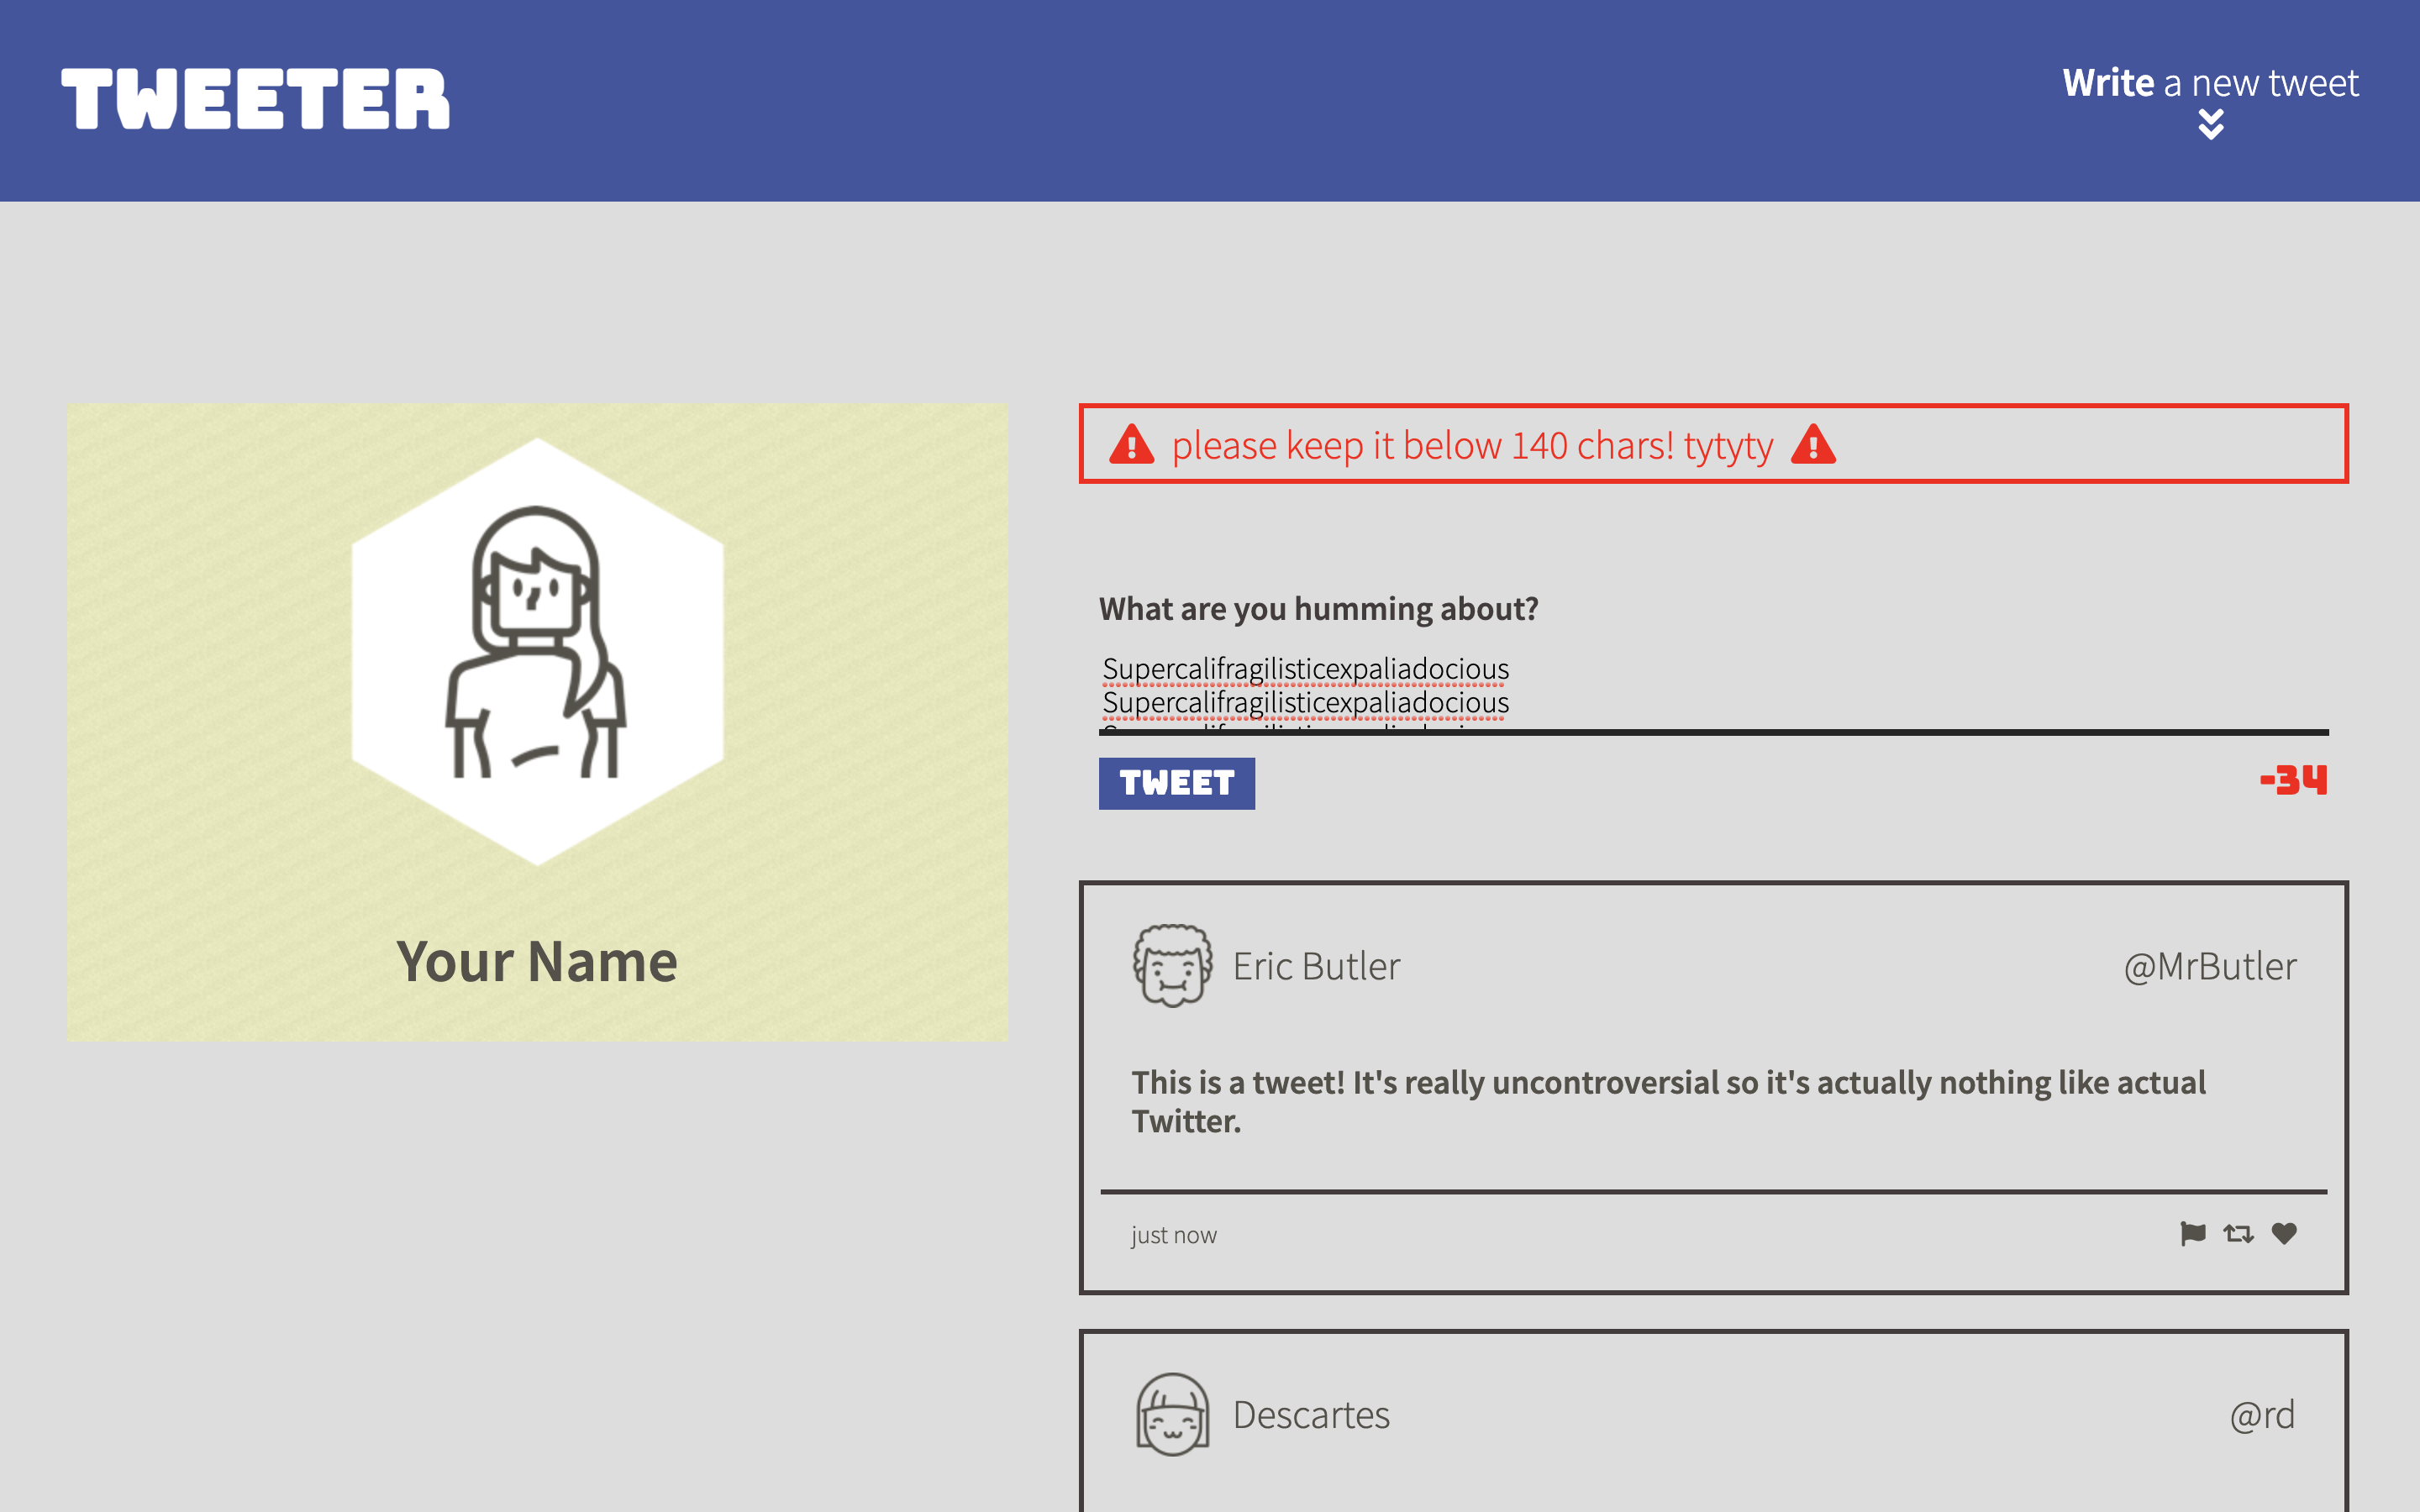 TWEETER
Write a new tweet
please keep it below 140 chars! tytyty
What are you humming about?
Supercalifragilisticexpaliadocious
Supercalifragilisticexpaliadocious
TWEET
-34
Your Name
Eric Butler
@MrButler
This is a tweet! It's really uncontroversial so it's actually nothing like actual
Twitter.
just now
Descartes
@rd